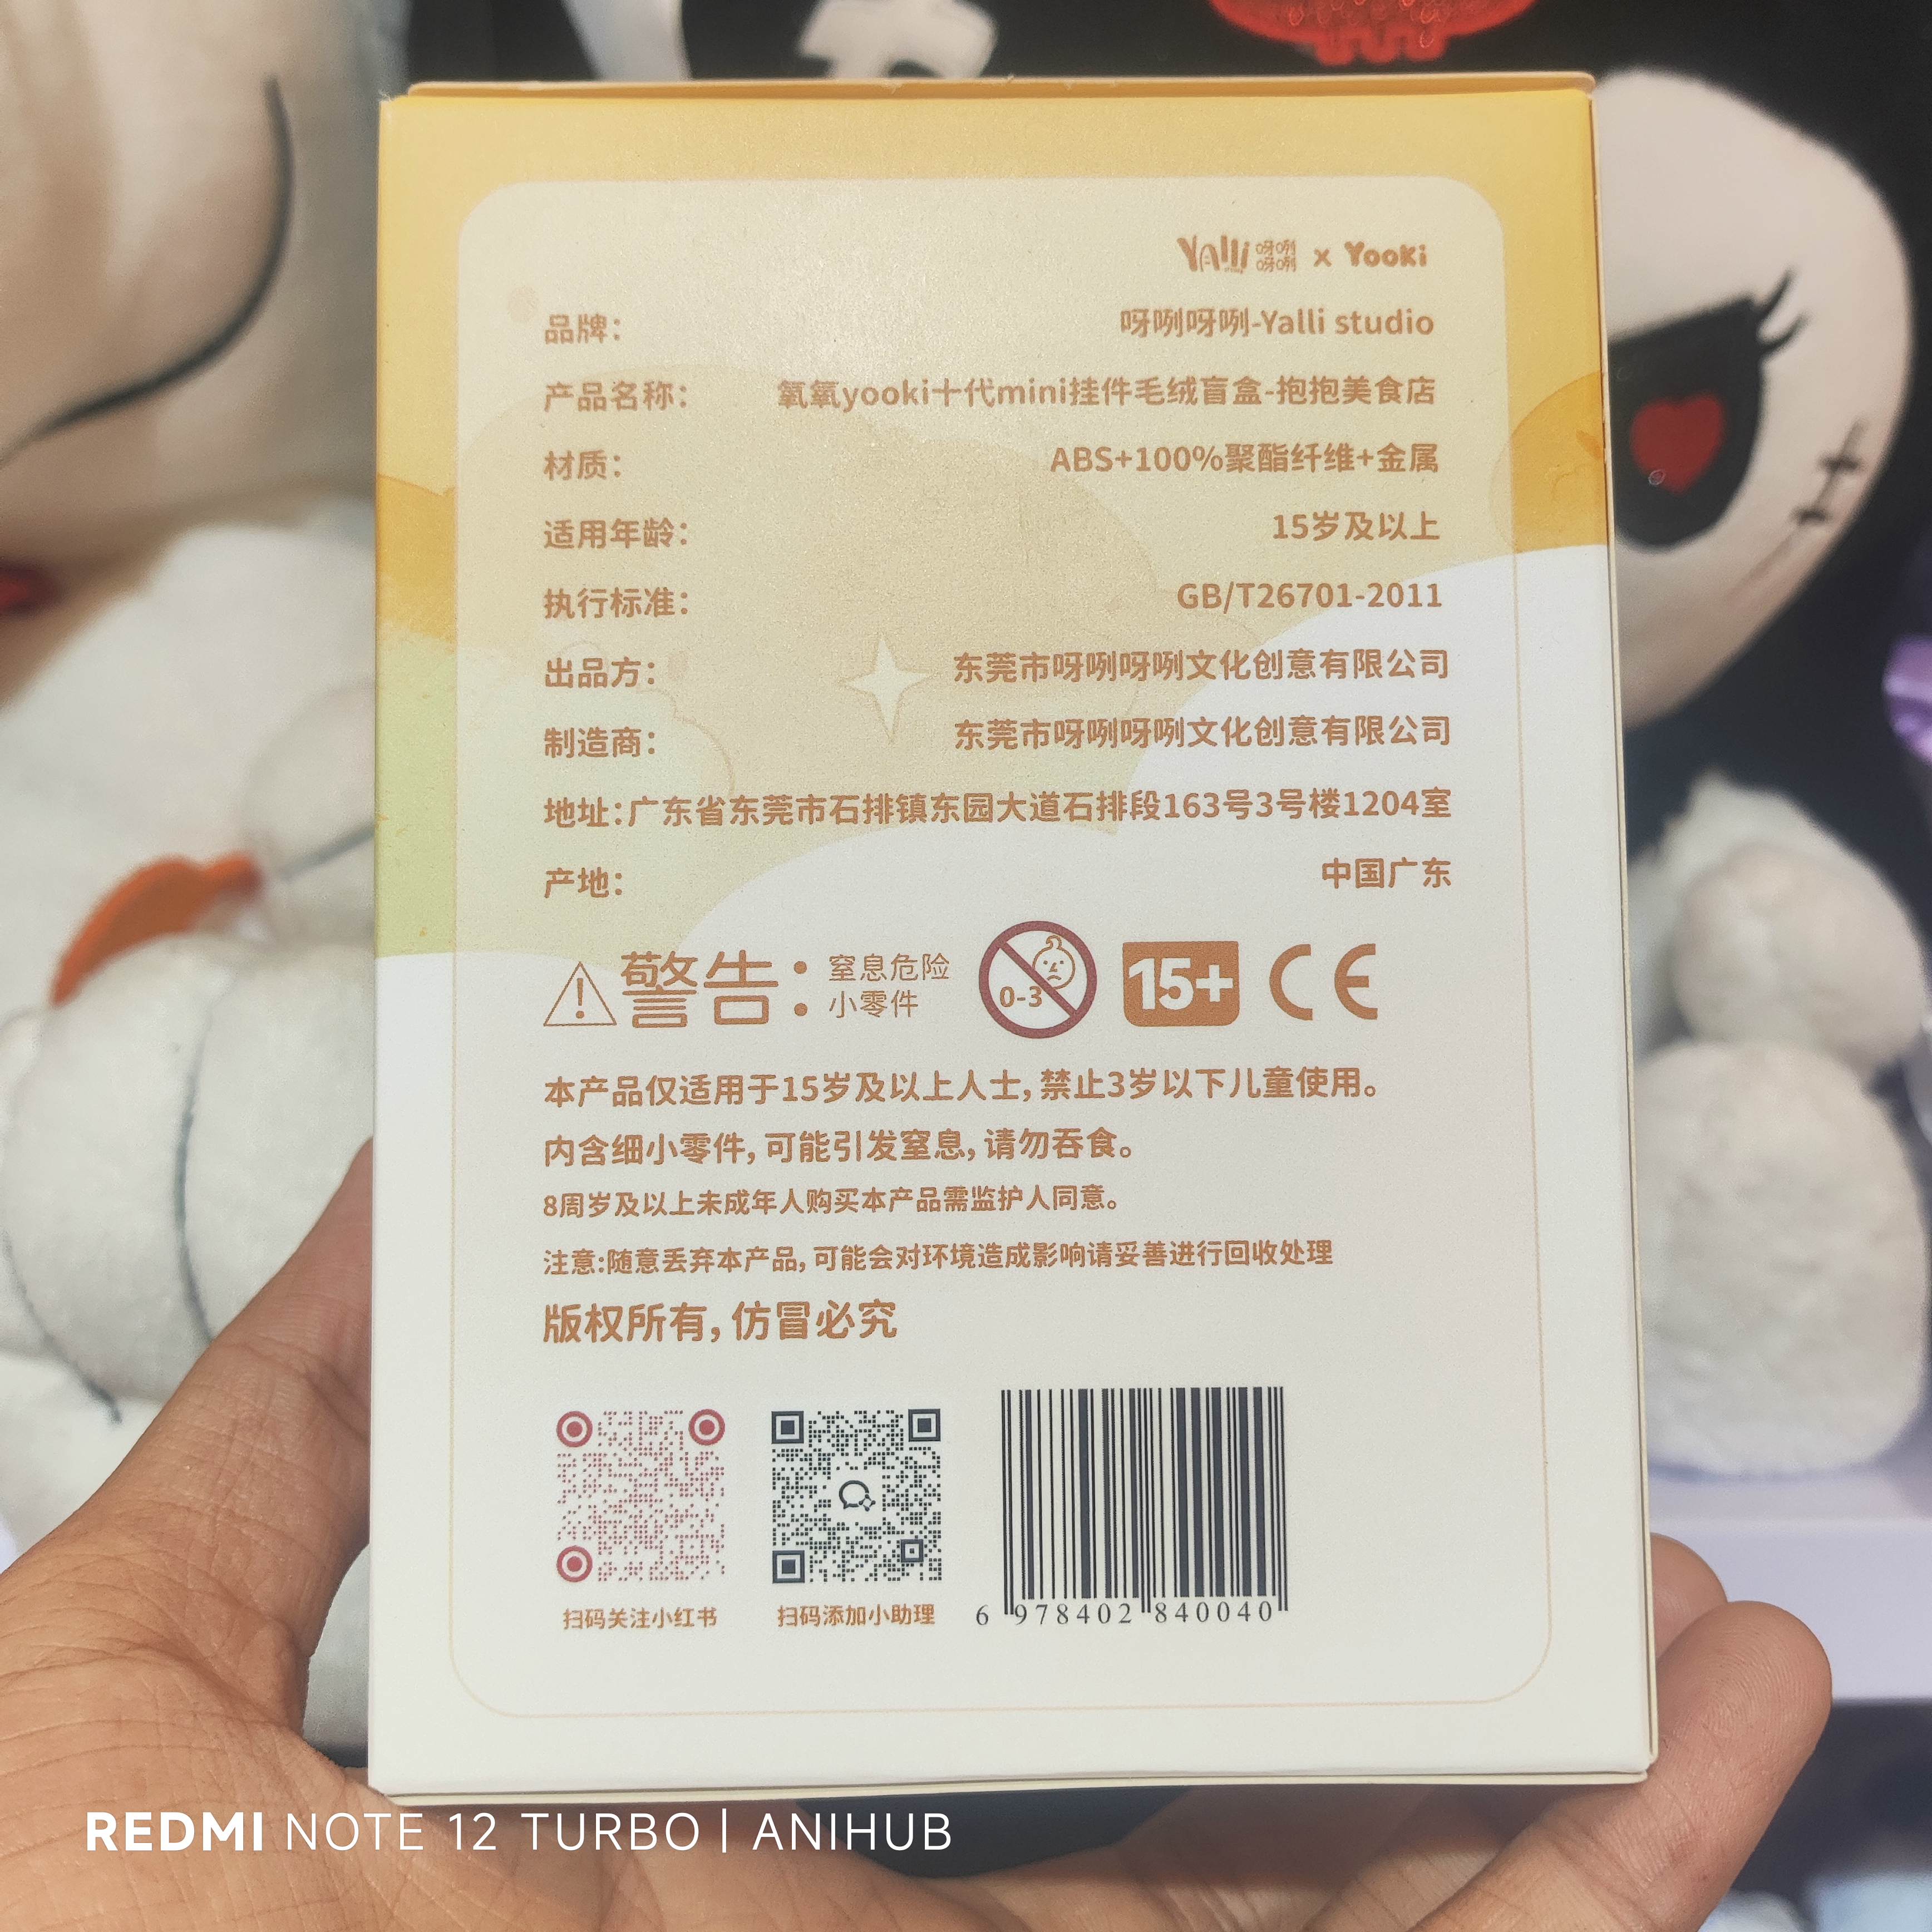 Yalli 呀咧呀咧 x Yooki
品牌: 呀咧呀咧-Yalli studio
产品名称: 氧氧yooki十代mini挂件毛绒盲盒-抱抱美食店
材质: ABS+100%聚酯纤维+金属
适用年龄: 15岁及以上
执行标准: GB/T26701-2011
出品方: 东莞市呀咧呀咧文化创意有限公司
制造商: 东莞市呀咧呀咧文化创意有限公司
地址:广东省东莞市石排镇东园大道石排段163号3号楼1204室
产地: 中国广东
警告: 窒息危险 小零件 0-3 15+ CE
本产品仅适用于15岁及以上人士,禁止3岁以下儿童使用。
内含细小零件,可能引发窒息,请勿吞食。
8周岁及以上未成年人购买本产品需监护人同意。
注意:随意丢弃本产品,可能会对环境造成影响请妥善进行回收处理
版权所有,仿冒必究
扫码关注小红书 扫码添加小助理 6 978402 840040
REDMI NOTE 12 TURBO | ANIHUB